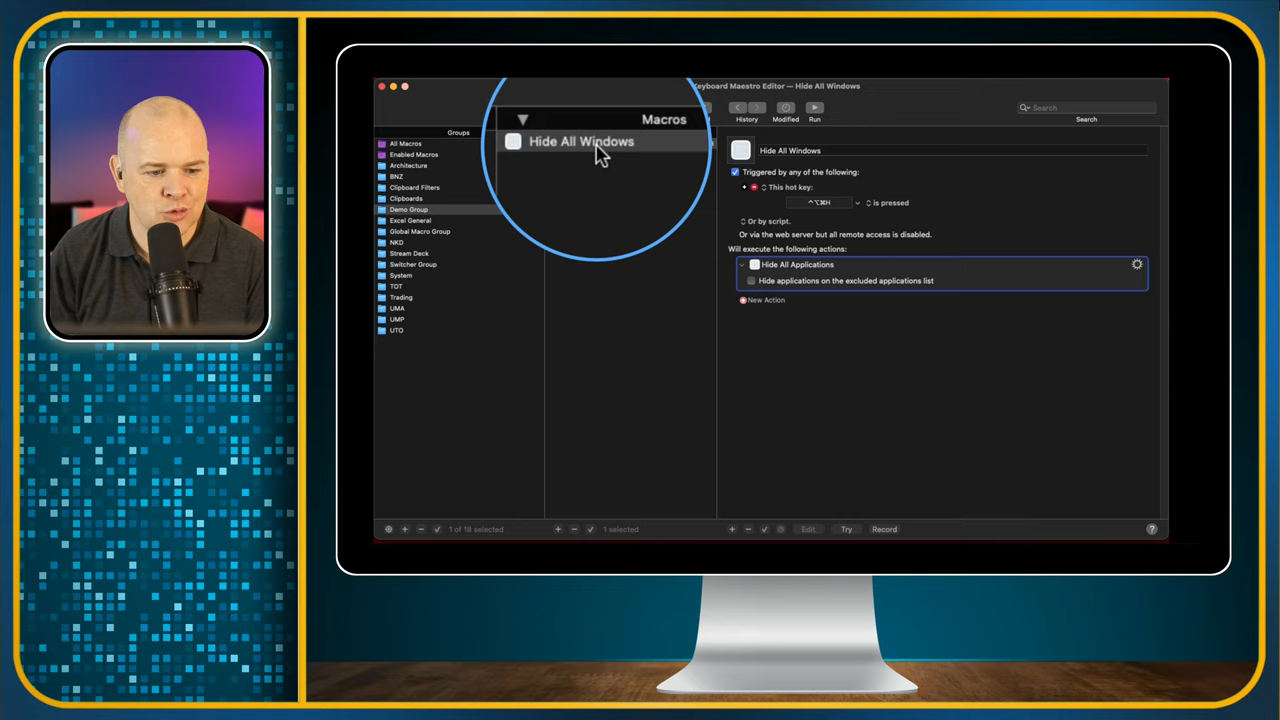 Keyboard Maestro Editor — Hide All Windows
History
Modified
Run
Search
Search
Groups
All Macros
Enabled Macros
Architecture
BNZ
Clipboard Filters
Clipboards
Demo Group
Excel General
Global Macro Group
NKD
Stream Deck
Switcher Group
System
TOT
Trading
UMA
UMP
UTO
1 of 18 selected
Macros
Hide All Windows
1 selected
Hide All Windows
Triggered by any of the following:
This hot key:
⌃⌥⌘H
is pressed
Or by script.
Or via the web server but all remote access is disabled.
Will execute the following actions:
Hide All Applications
Hide applications on the excluded applications list
New Action
Edit
Try
Record
?